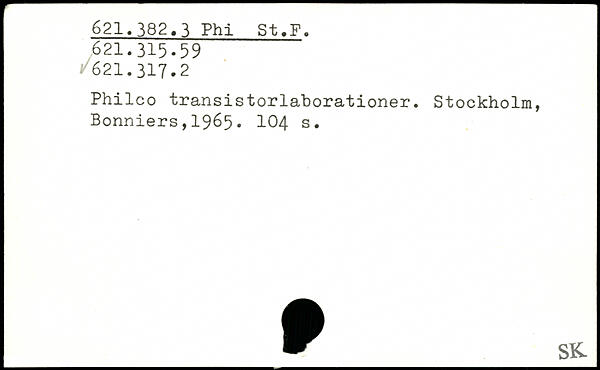 621.382.3 Phi St.F.
621.315.59
✓621.317.2
Philco transistorlaborationer. Stockholm,
Bonniers,1965. 104 s.
SK